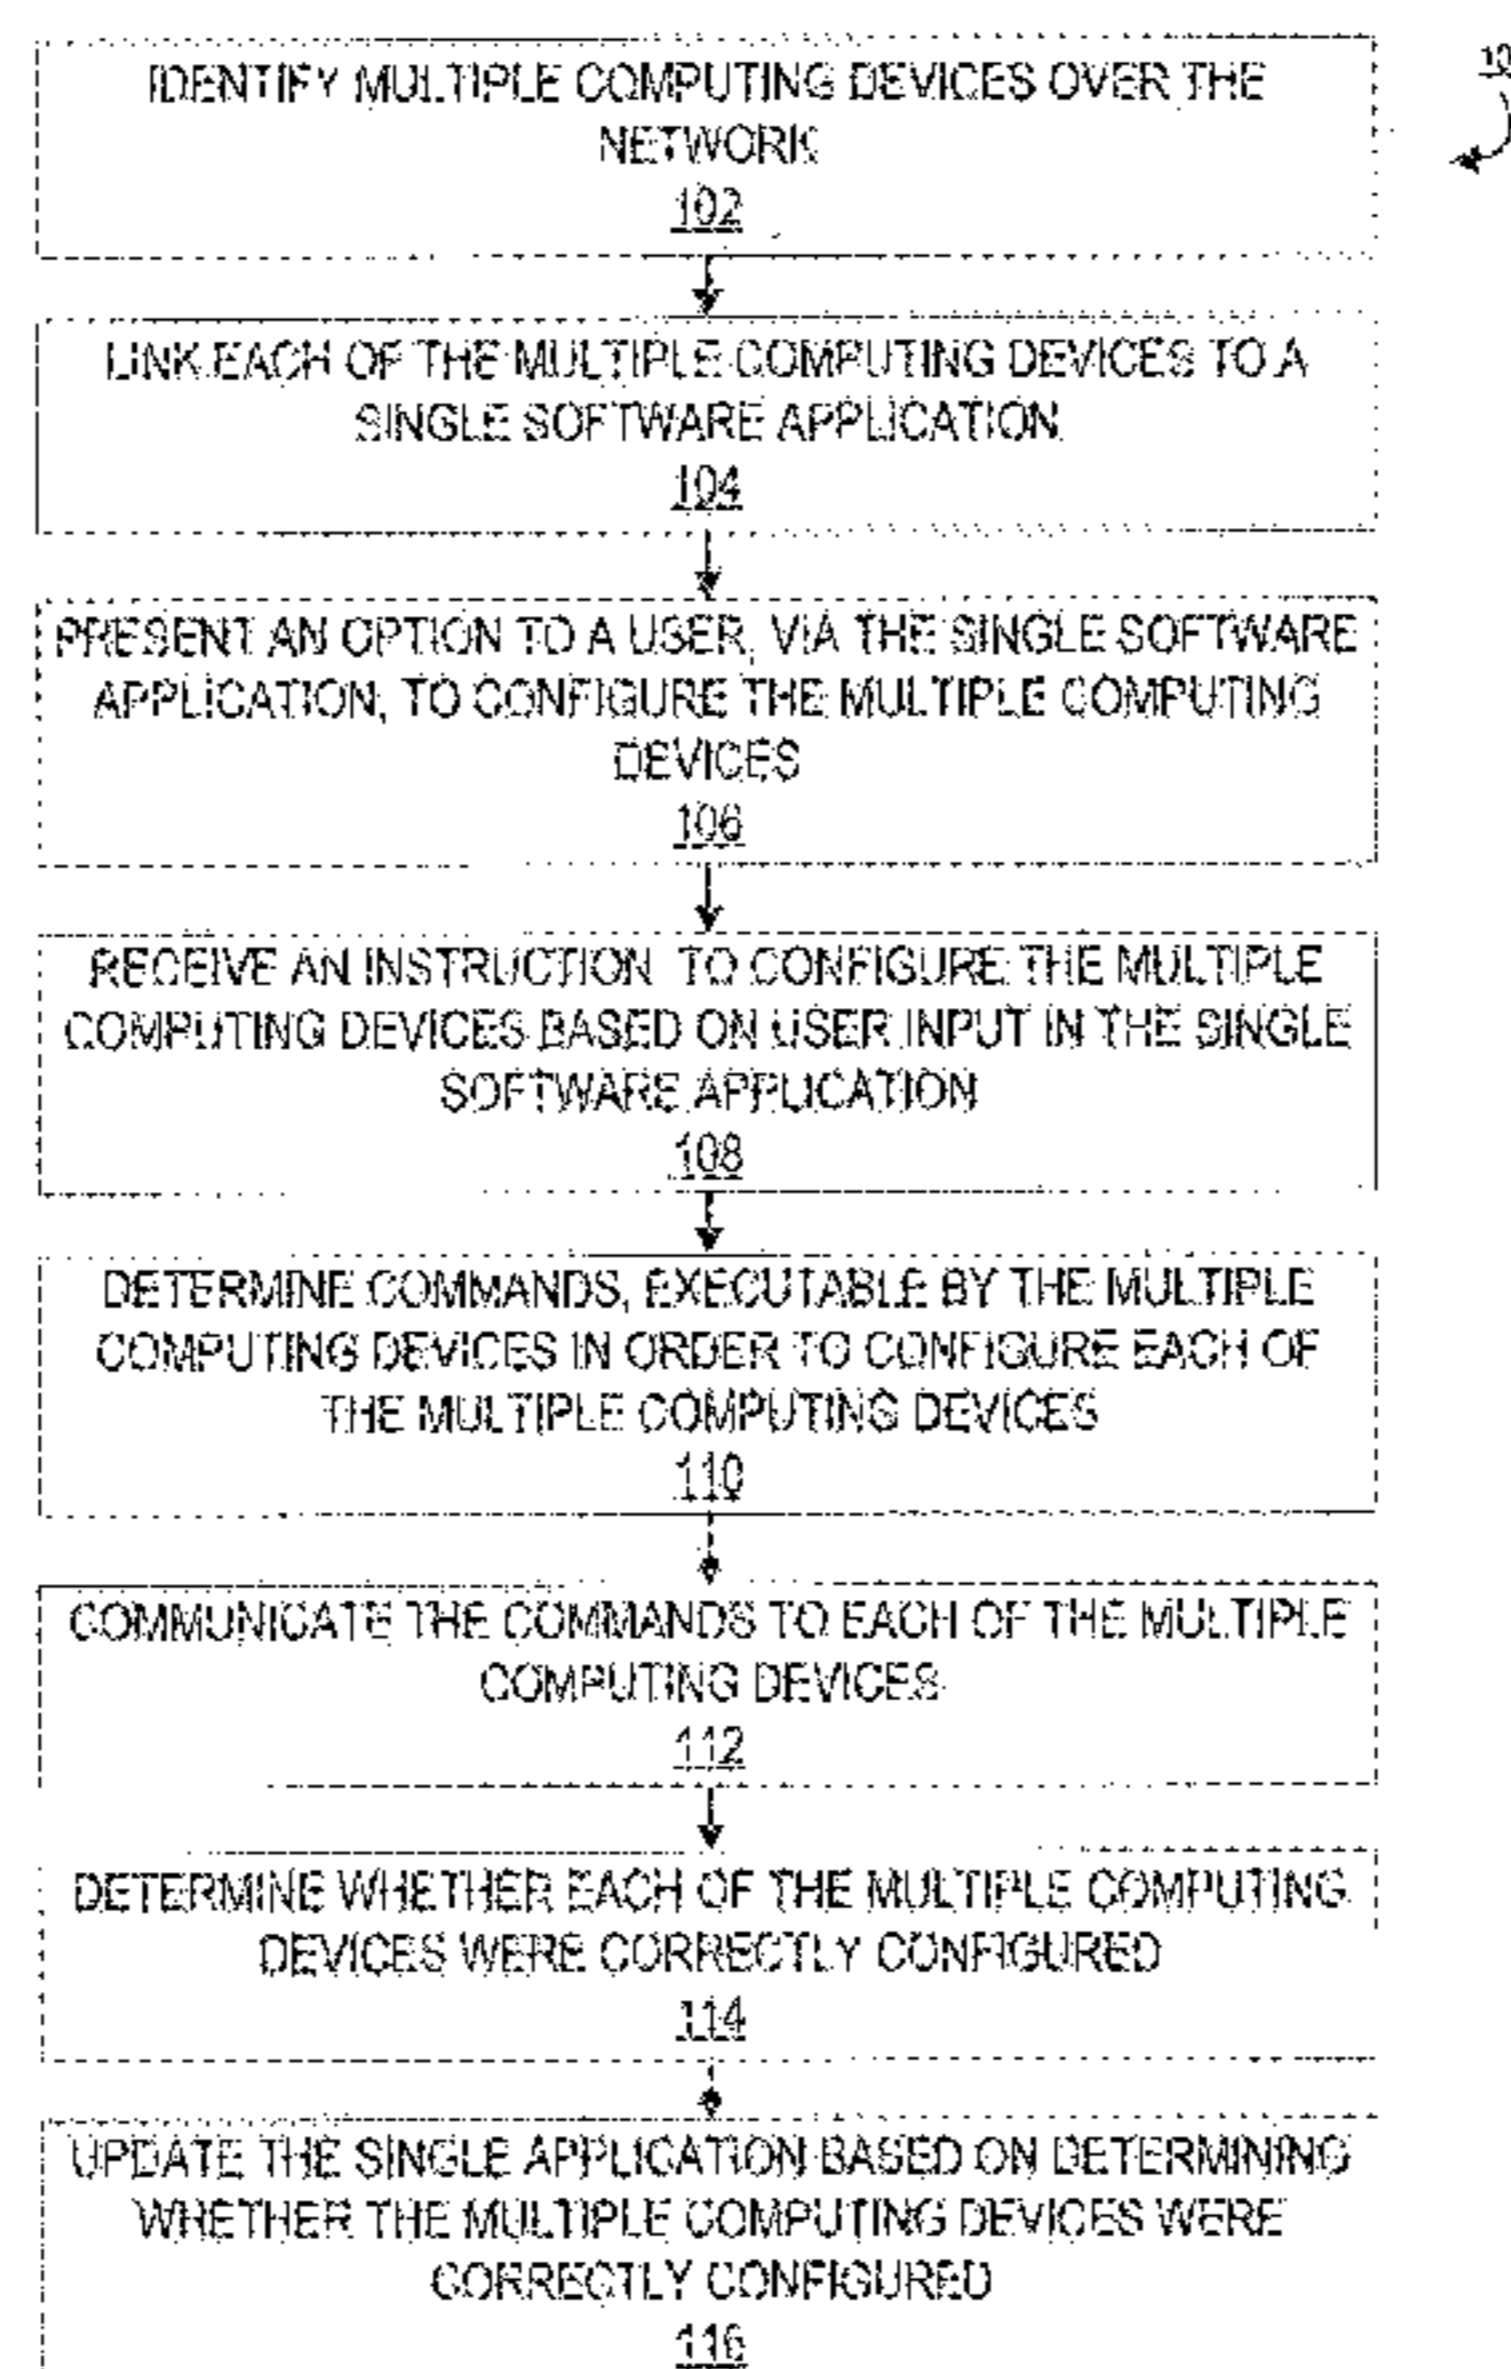 IDENTIFY MULTIPLE COMPUTING DEVICES OVER THE
NETWORK
102
LINK EACH OF THE MULTIPLE COMPUTING DEVICES TO A
SINGLE SOFTWARE APPLICATION
104
PRESENT AN OPTION TO A USER, VIA THE SINGLE SOFTWARE
APPLICATION, TO CONFIGURE THE MULTIPLE COMPUTING
DEVICES
106
RECEIVE AN INSTRUCTION TO CONFIGURE THE MULTIPLE
COMPUTING DEVICES BASED ON USER INPUT IN THE SINGLE
SOFTWARE APPLICATION
108
DETERMINE COMMANDS, EXECUTABLE BY THE MULTIPLE
COMPUTING DEVICES IN ORDER TO CONFIGURE EACH OF
THE MULTIPLE COMPUTING DEVICES
110
COMMUNICATE THE COMMANDS TO EACH OF THE MULTIPLE
COMPUTING DEVICES
112
DETERMINE WHETHER EACH OF THE MULTIPLE COMPUTING
DEVICES WERE CORRECTLY CONFIGURED
114
UPDATE THE SINGLE APPLICATION BASED ON DETERMINING
WHETHER THE MULTIPLE COMPUTING DEVICES WERE
CORRECTLY CONFIGURED
116